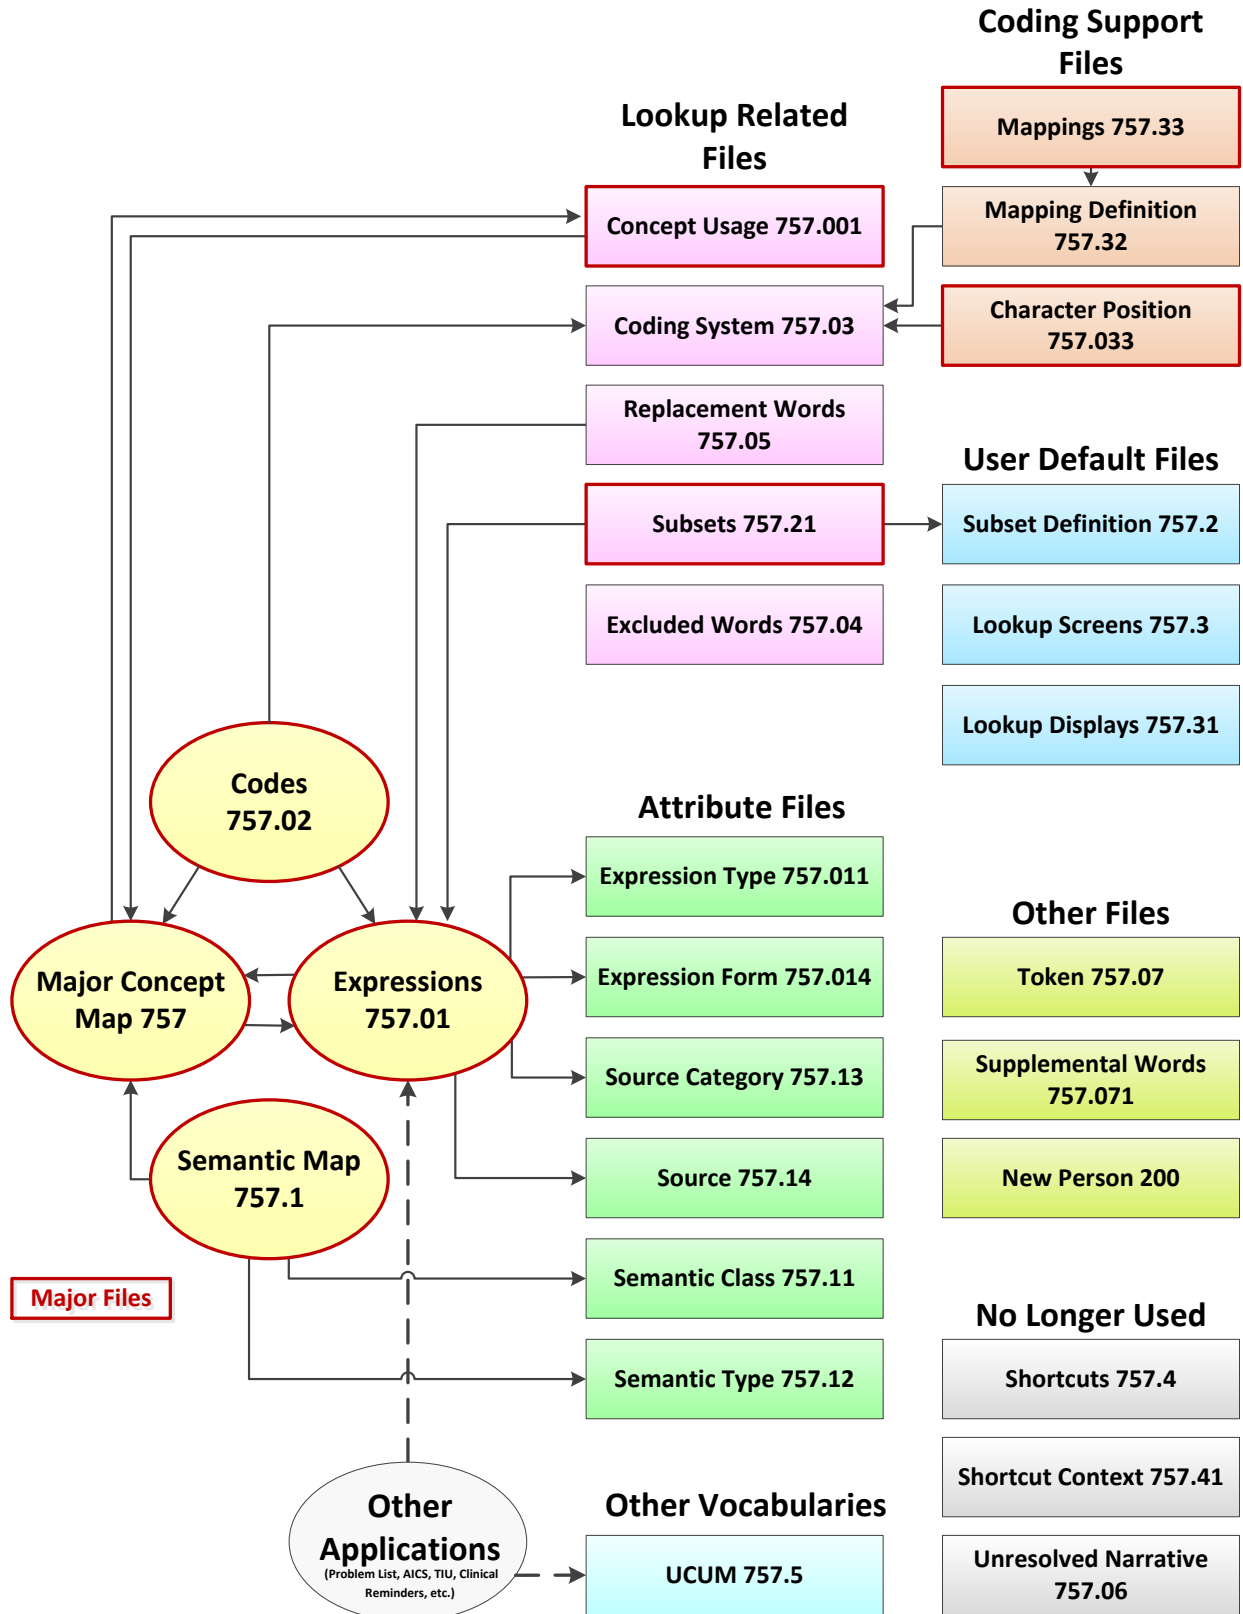 Coding Support
Files
Mappings 757.33
Mapping Definition
757.32
Character Position
757.033
Lookup Related
Files
Concept Usage 757.001
Coding System 757.03
Replacement Words
757.05
Subsets 757.21
Excluded Words 757.04
User Default Files
Subset Definition 757.2
Lookup Screens 757.3
Lookup Displays 757.31
Codes
757.02
Major Concept
Map 757
Expressions
757.01
Semantic Map
757.1
Major Files
Attribute Files
Expression Type 757.011
Expression Form 757.014
Source Category 757.13
Source 757.14
Semantic Class 757.11
Semantic Type 757.12
Other Files
Token 757.07
Supplemental Words
757.071
New Person 200
No Longer Used
Shortcuts 757.4
Shortcut Context 757.41
Unresolved Narrative
757.06
Other
Applications
(Problem List, AICS, TIU, Clinical
Reminders, etc.)
Other Vocabularies
UCUM 757.5